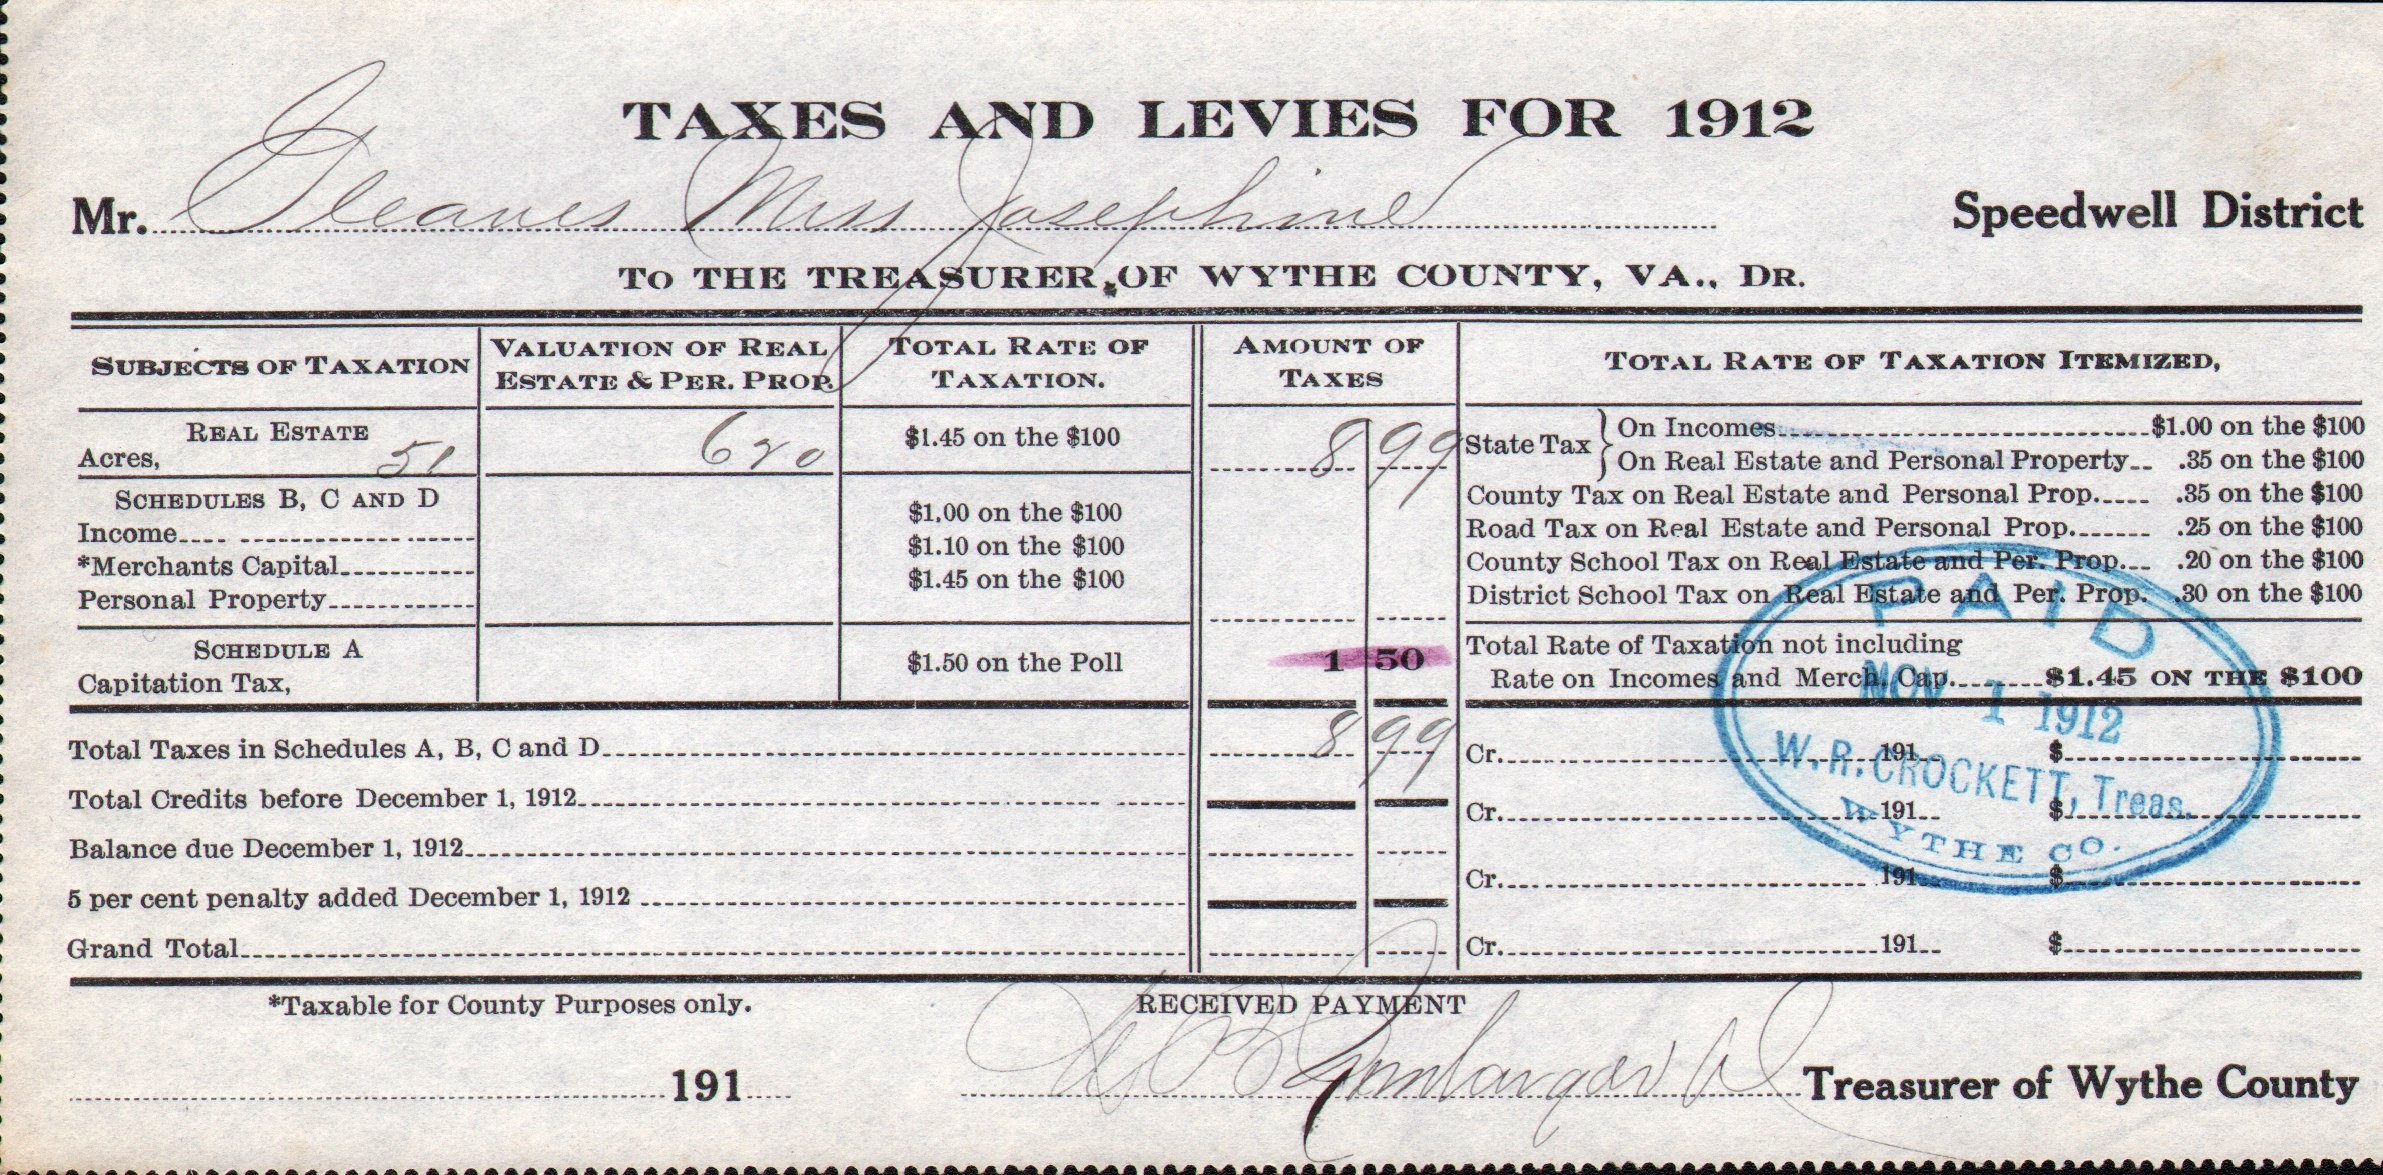 TAXES AND LEVIES FOR 1912
Mr. Gleaves Miss Josephine Speedwell District
To THE TREASURER OF WYTHE COUNTY, VA., DR.
SUBJECTS OF TAXATION
VALUATION OF REAL ESTATE & PER. PROP.
TOTAL RATE OF TAXATION.
AMOUNT OF TAXES
TOTAL RATE OF TAXATION ITEMIZED,
REAL ESTATE
Acres, 51 620 $1.45 on the $100 8 99
SCHEDULES B, C AND D
Income $1.00 on the $100
*Merchants Capital $1.10 on the $100
Personal Property $1.45 on the $100
SCHEDULE A
Capitation Tax, $1.50 on the Poll 1 50
State Tax } On Incomes $1.00 on the $100
On Real Estate and Personal Property .35 on the $100
County Tax on Real Estate and Personal Prop. .35 on the $100
Road Tax on Real Estate and Personal Prop. .25 on the $100
County School Tax on Real Estate and Per. Prop. .20 on the $100
District School Tax on Real Estate and Per. Prop. .30 on the $100
Total Rate of Taxation not including
Rate on Incomes and Merch. Cap. $1.45 ON THE $100
Total Taxes in Schedules A, B, C and D 8 99
Total Credits before December 1, 1912
Balance due December 1, 1912
5 per cent penalty added December 1, 1912
Grand Total
Cr. 191 $
Cr. 191 $
Cr. 191 $
Cr. 191 $
PAID
NOV 1 1912
W. R. CROCKETT, Treas.
WYTHE CO.
*Taxable for County Purposes only.
RECEIVED PAYMENT
191
Treasurer of Wythe County